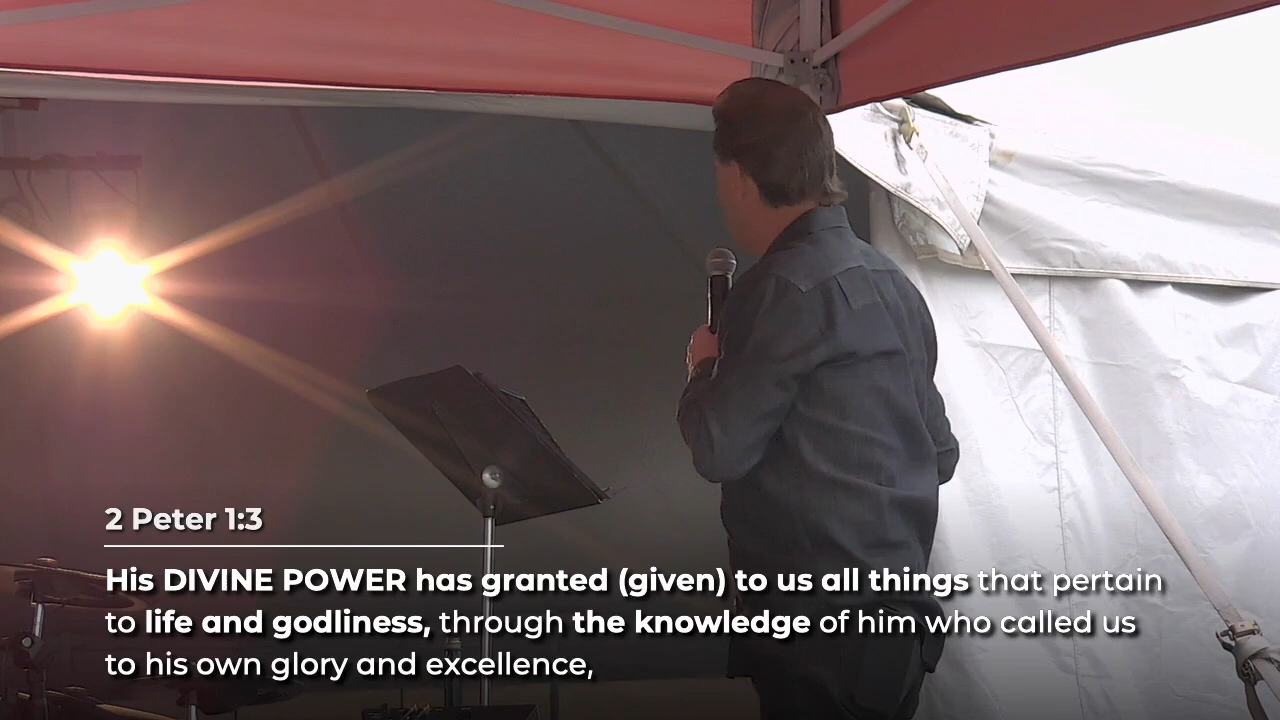 2 Peter 1:3
His DIVINE POWER has granted (given) to us all things that pertain
to life and godliness, through the knowledge of him who called us
to his own glory and excellence,